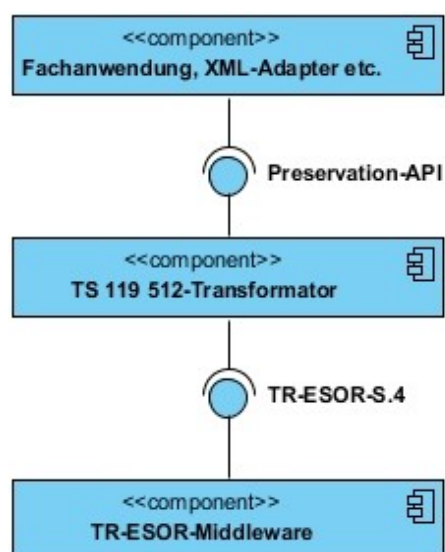 <<component>>
Fachanwendung, XML-Adapter etc.
Preservation-API
<<component>>
TS 119 512-Transformator
TR-ESOR-S.4
<<component>>
TR-ESOR-Middleware